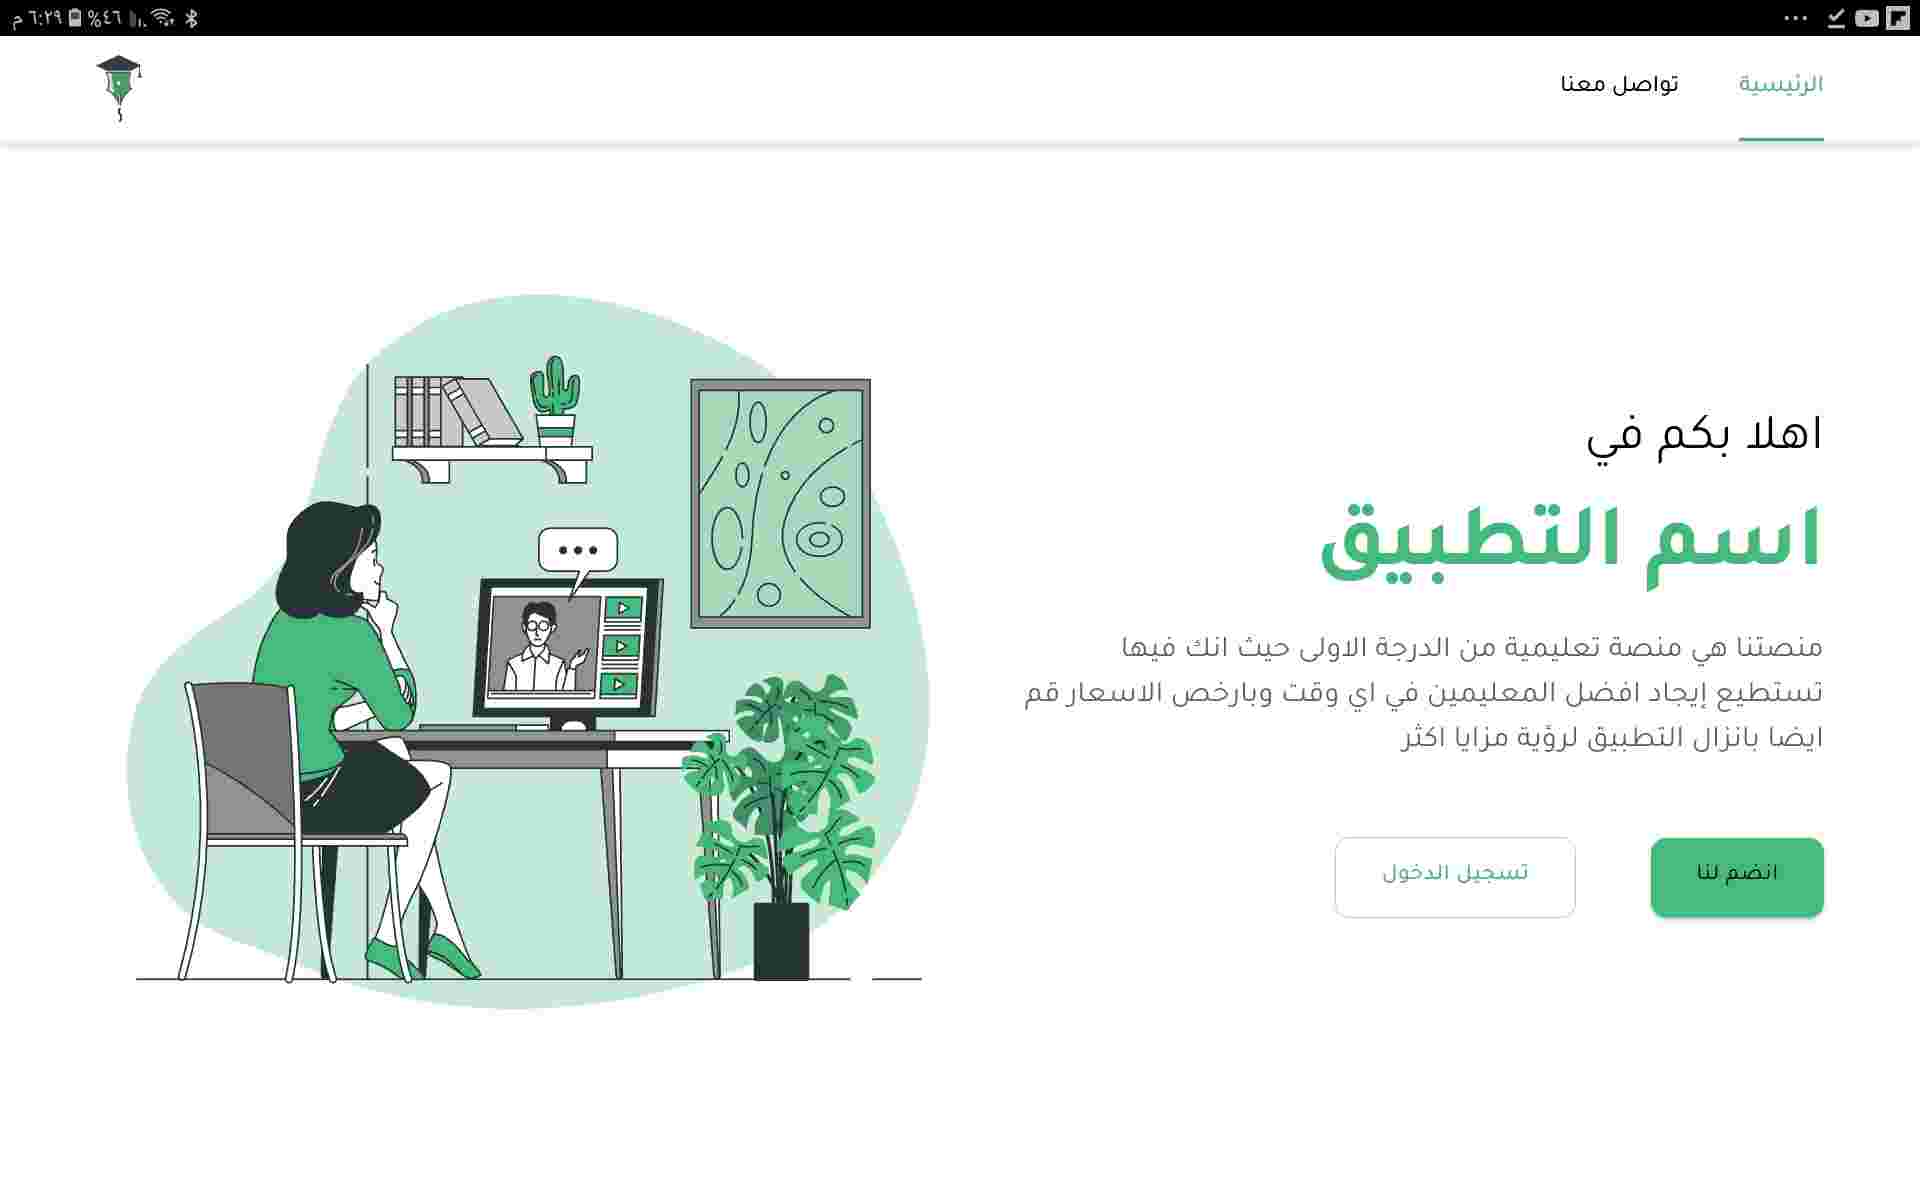 م ٦:٢٩ %٤٦
الرئيسية
تواصل معنا
اهلا بكم في
اسم التطبيق
منصتنا هي منصة تعليمية من الدرجة الاولى حيث انك فيها
تستطيع إيجاد افضل المعليمين في اي وقت وبارخص الاسعار قم
ايضا بانزال التطبيق لرؤية مزايا اكثر
انضم لنا
تسجيل الدخول